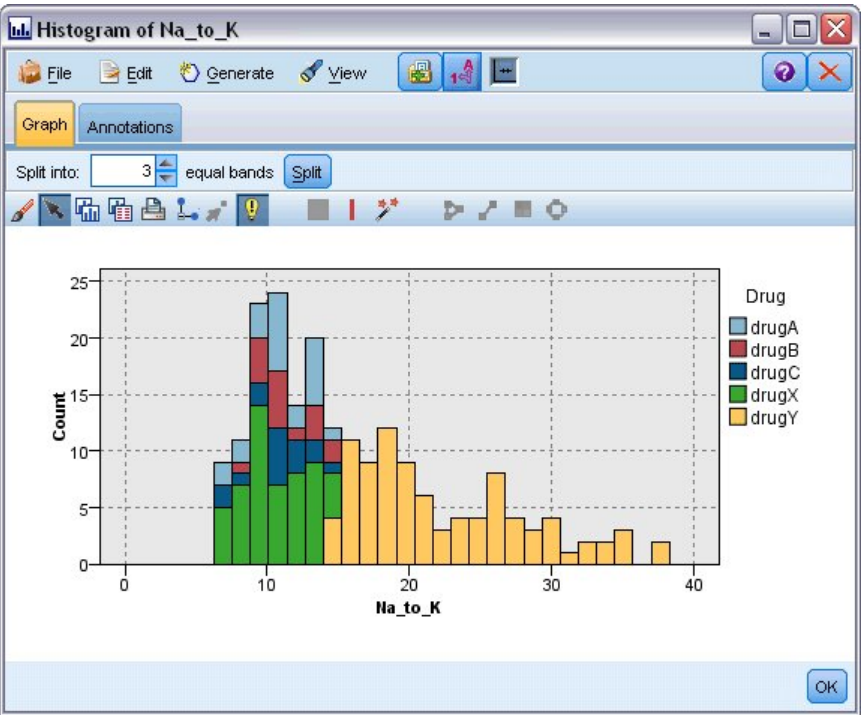 Histogram of Na_to_K
File Edit Generate View
Graph Annotations
Split into: 3 equal bands Split
25
20
15
10
5
0
Count
0 10 20 30 40
Na_to_K
Drug
drugA
drugB
drugC
drugX
drugY
OK